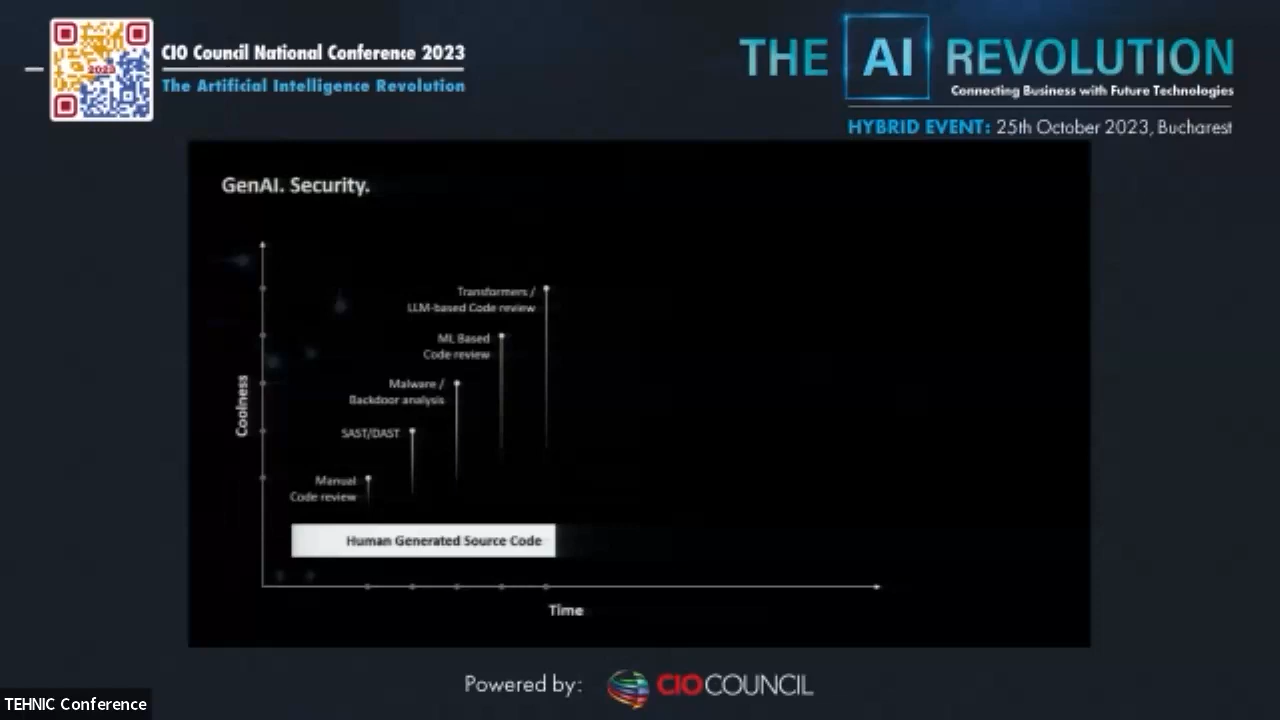 CIO Council National Conference 2023
The Artificial Intelligence Revolution
2023
THE AI REVOLUTION
Connecting Business with Future Technologies
HYBRID EVENT: 25th October 2023, Bucharest
GenAI. Security.
Transformers /
LLM-based Code review
ML Based
Code review
Malware /
Backdoor analysis
SAST/DAST
Manual
Code review
Coolness
Human Generated Source Code
Time
Powered by: CIOCOUNCIL
TEHNIC Conference